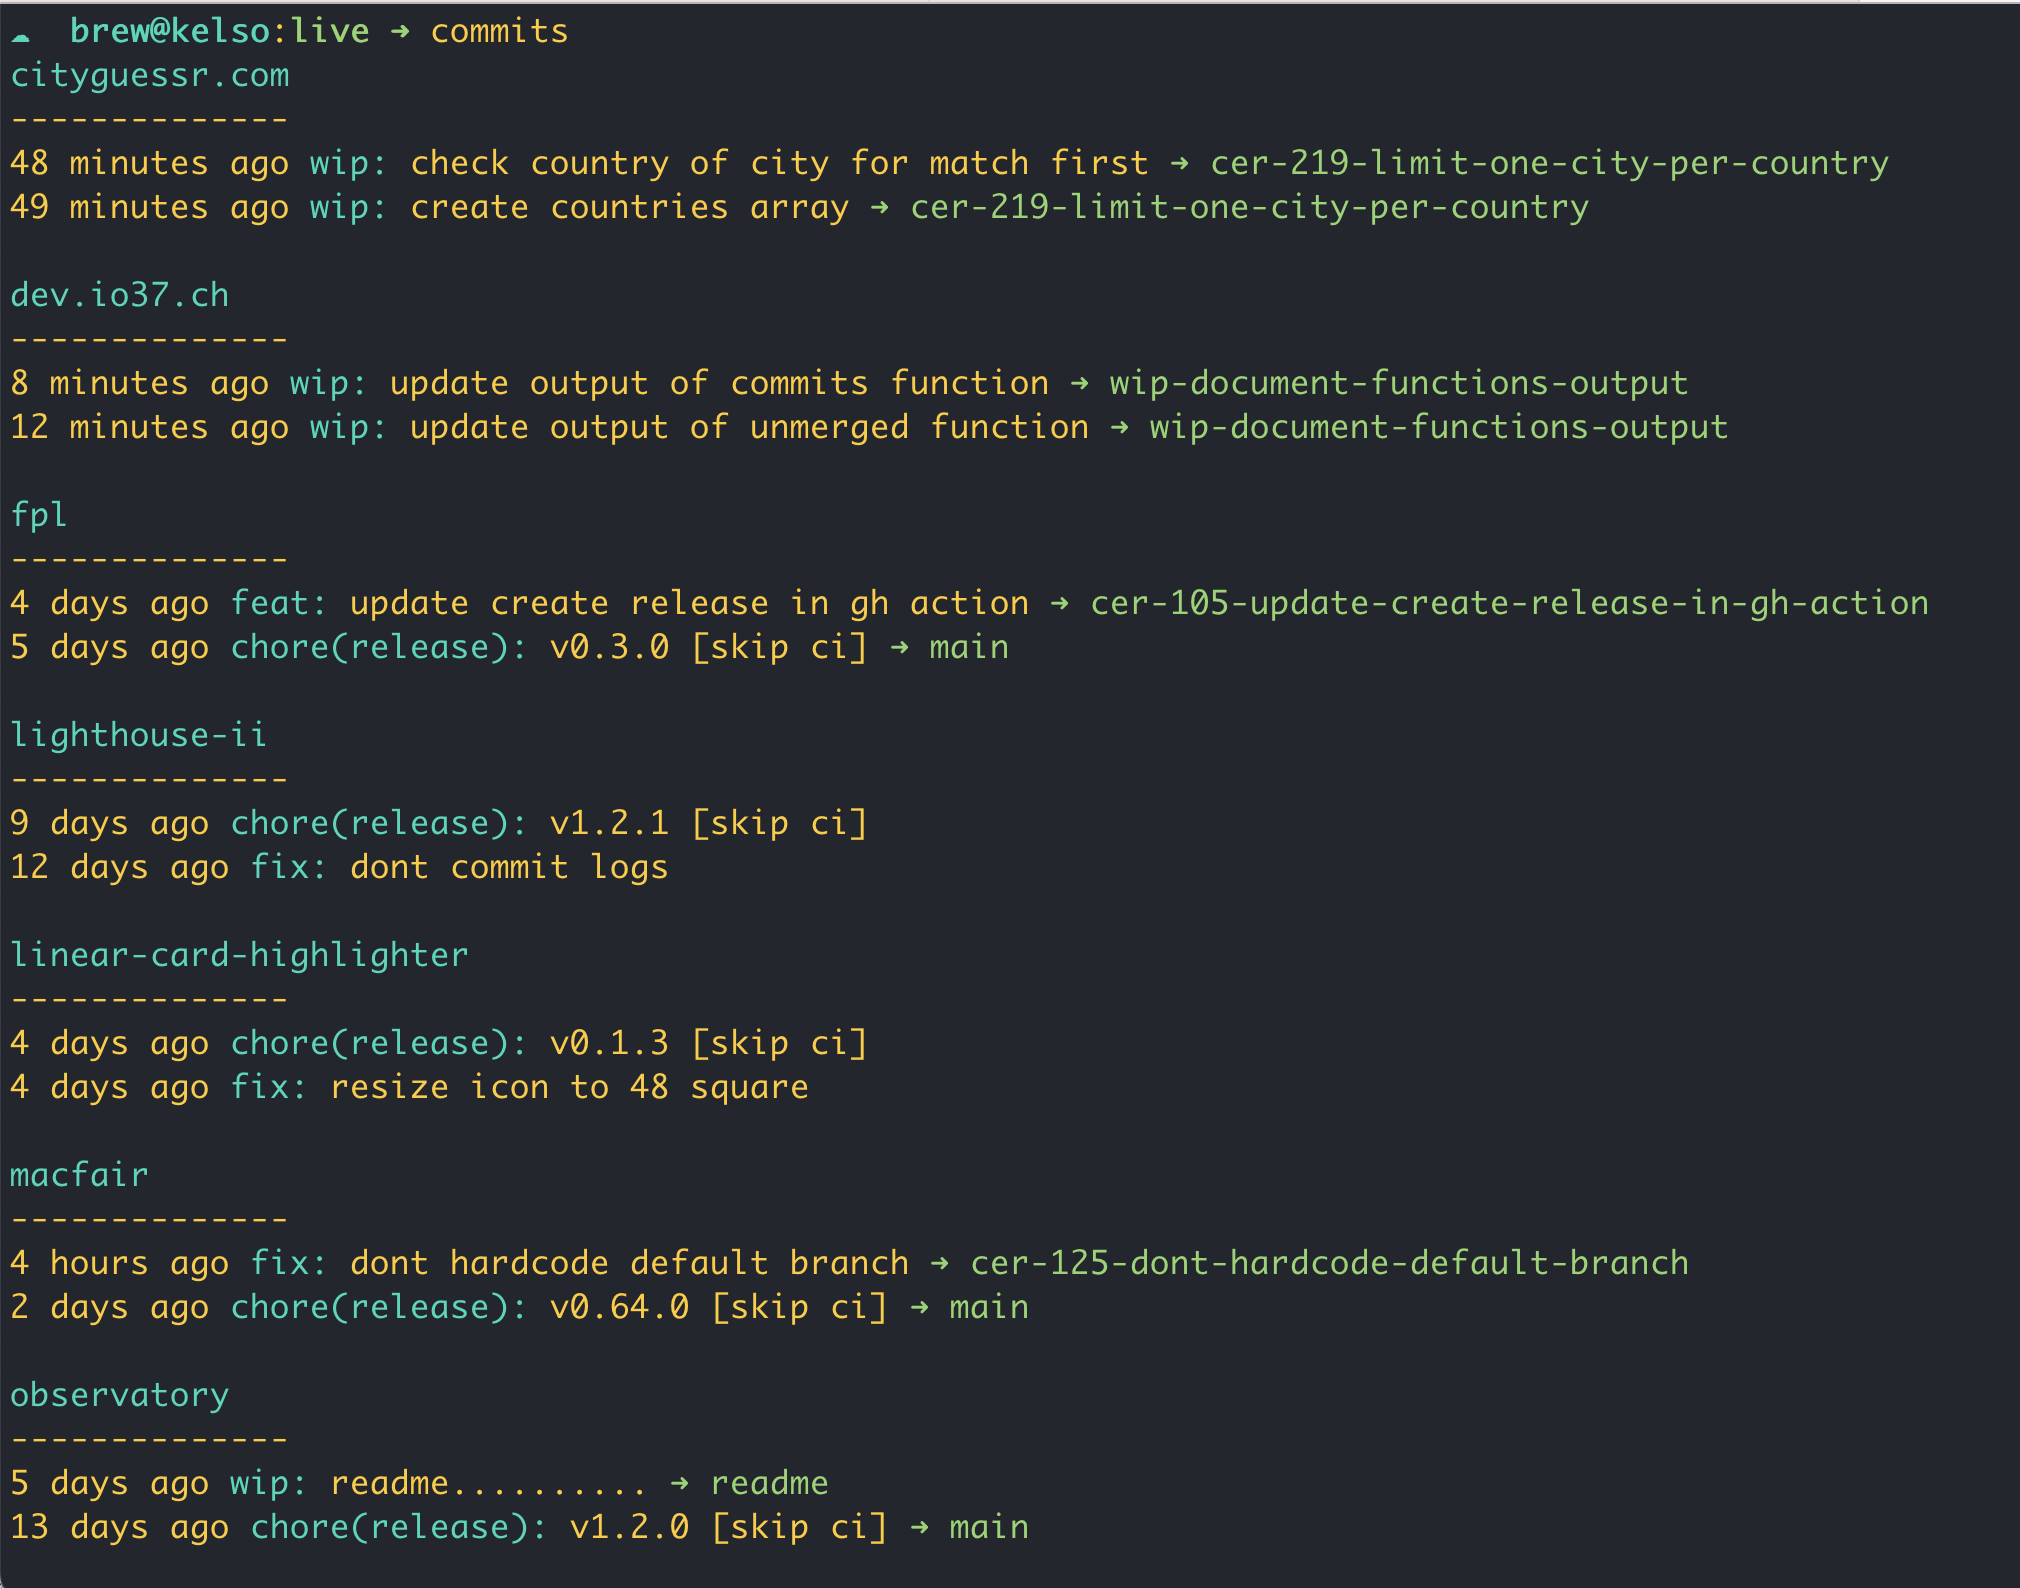 ☁  brew@kelso:live ➜ commits
cityguessr.com
--------------
48 minutes ago wip: check country of city for match first ➜ cer-219-limit-one-city-per-country
49 minutes ago wip: create countries array ➜ cer-219-limit-one-city-per-country

dev.io37.ch
--------------
8 minutes ago wip: update output of commits function ➜ wip-document-functions-output
12 minutes ago wip: update output of unmerged function ➜ wip-document-functions-output

fpl
--------------
4 days ago feat: update create release in gh action ➜ cer-105-update-create-release-in-gh-action
5 days ago chore(release): v0.3.0 [skip ci] ➜ main

lighthouse-ii
--------------
9 days ago chore(release): v1.2.1 [skip ci]
12 days ago fix: dont commit logs

linear-card-highlighter
--------------
4 days ago chore(release): v0.1.3 [skip ci]
4 days ago fix: resize icon to 48 square

macfair
--------------
4 hours ago fix: dont hardcode default branch ➜ cer-125-dont-hardcode-default-branch
2 days ago chore(release): v0.64.0 [skip ci] ➜ main

observatory
--------------
5 days ago wip: readme.......... ➜ readme
13 days ago chore(release): v1.2.0 [skip ci] ➜ main